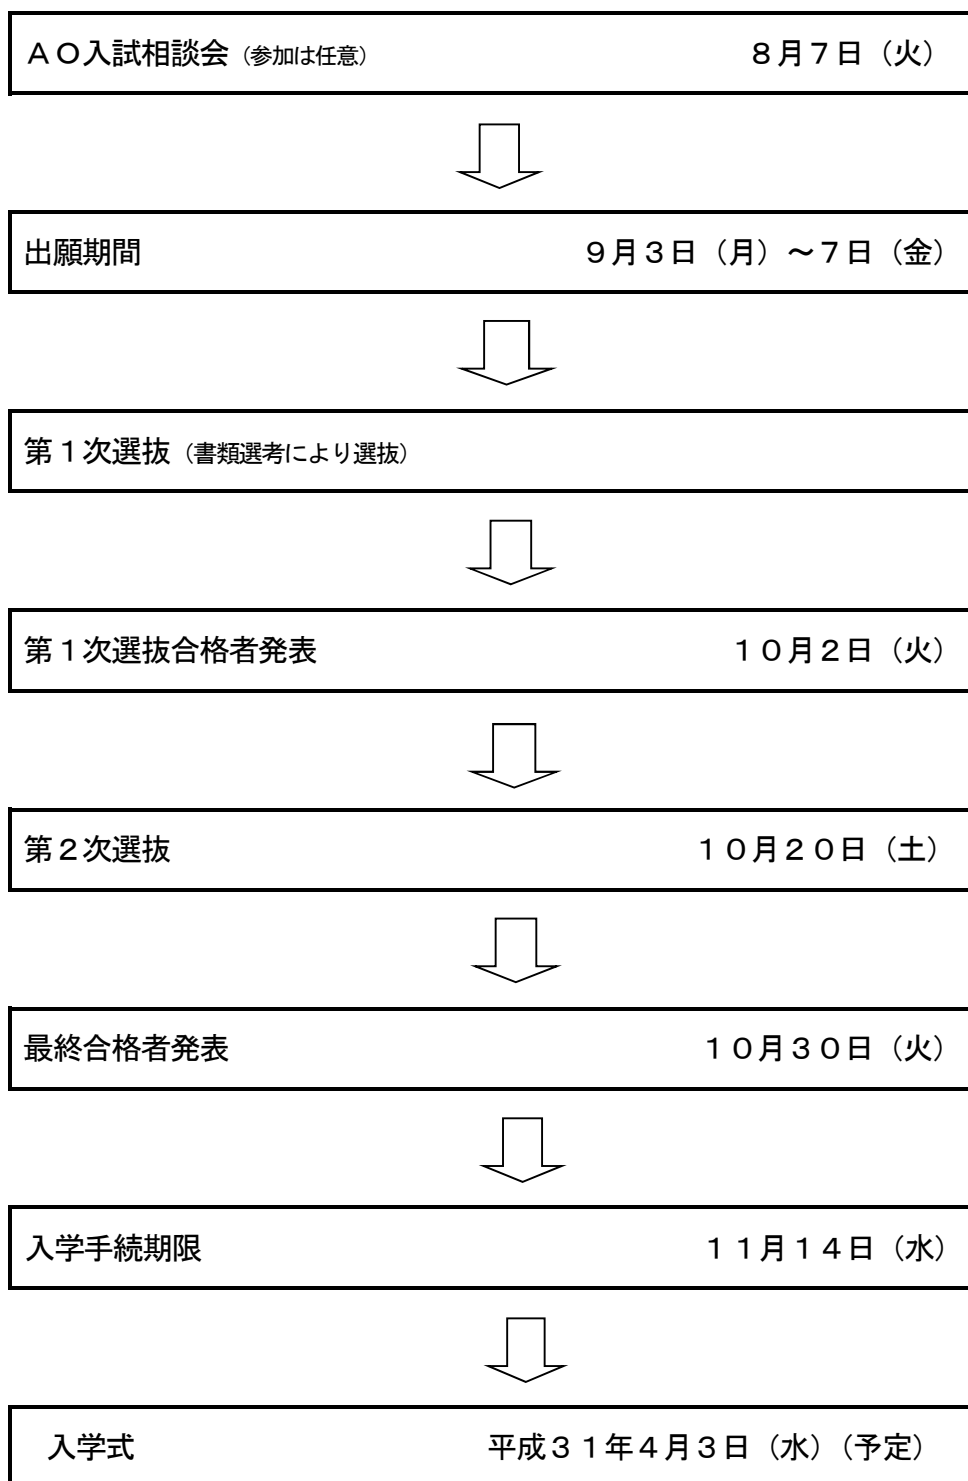 ＡＯ入試相談会（参加は任意） ８月７日（火）
出願期間 ９月３日（月）～７日（金）
第１次選抜（書類選考により選抜）
第１次選抜合格者発表 １０月２日（火）
第２次選抜 １０月２０日（土）
最終合格者発表 １０月３０日（火）
入学手続期限 １１月１４日（水）
入学式 平成３１年４月３日（水）（予定）